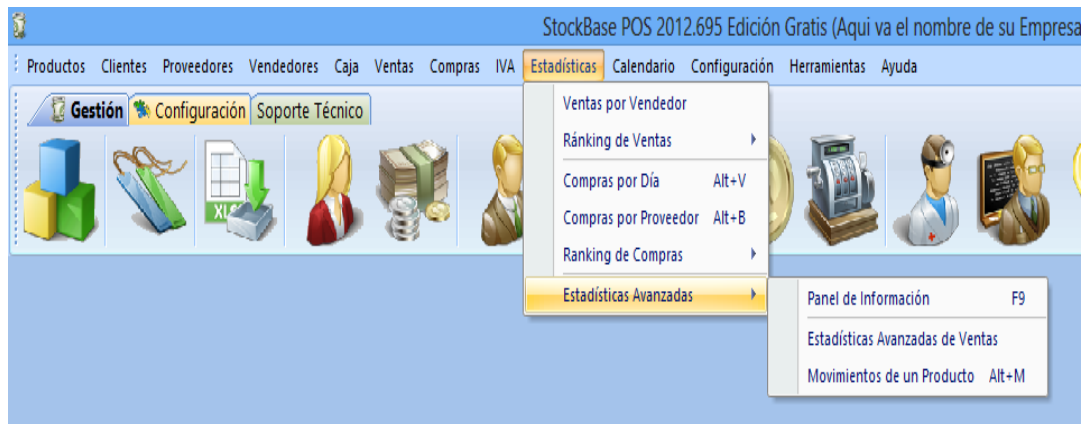 StockBase POS 2012.695 Edición Gratis (Aqui va el nombre de su Empresa
Productos Clientes Proveedores Vendedores Caja Ventas Compras IVA Estadísticas Calendario Configuración Herramientas Ayuda
Gestión Configuración Soporte Técnico
Ventas por Vendedor
Ránking de Ventas
Compras por Día Alt+V
Compras por Proveedor Alt+B
Ranking de Compras
Estadísticas Avanzadas
Panel de Información F9
Estadísticas Avanzadas de Ventas
Movimientos de un Producto Alt+M